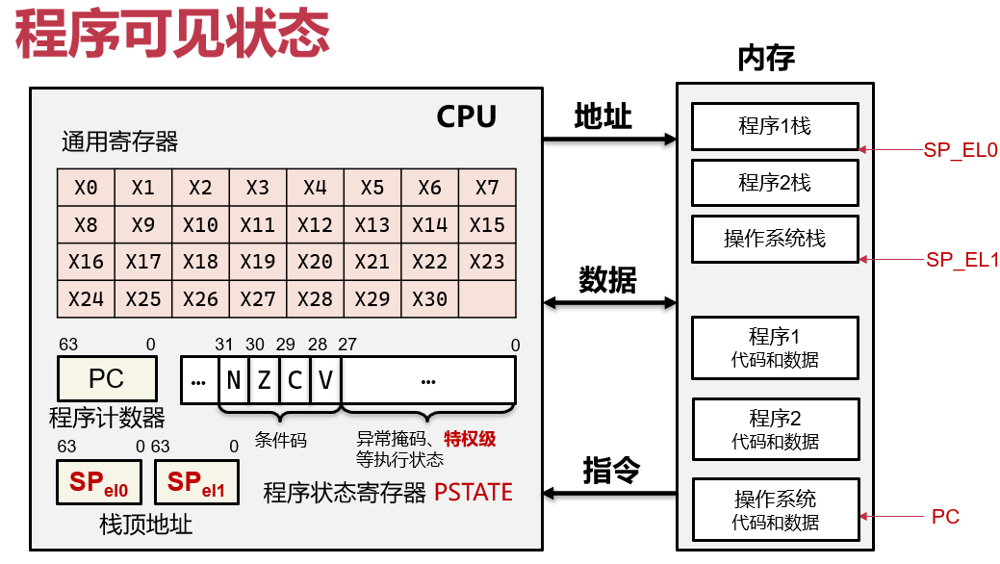 程序可见状态
CPU
通用寄存器
X0 X1 X2 X3 X4 X5 X6 X7
X8 X9 X10 X11 X12 X13 X14 X15
X16 X17 X18 X19 X20 X21 X22 X23
X24 X25 X26 X27 X28 X29 X30
63 0
PC
程序计数器
31 30 29 28 27 0
… N Z C V …
条件码
异常掩码、特权级
等执行状态
63 0
SPel0
63 0
SPel1
栈顶地址
程序状态寄存器 PSTATE
地址
数据
指令
内存
程序1栈
SP_EL0
程序2栈
操作系统栈
SP_EL1
程序1
代码和数据
程序2
代码和数据
操作系统
代码和数据
PC